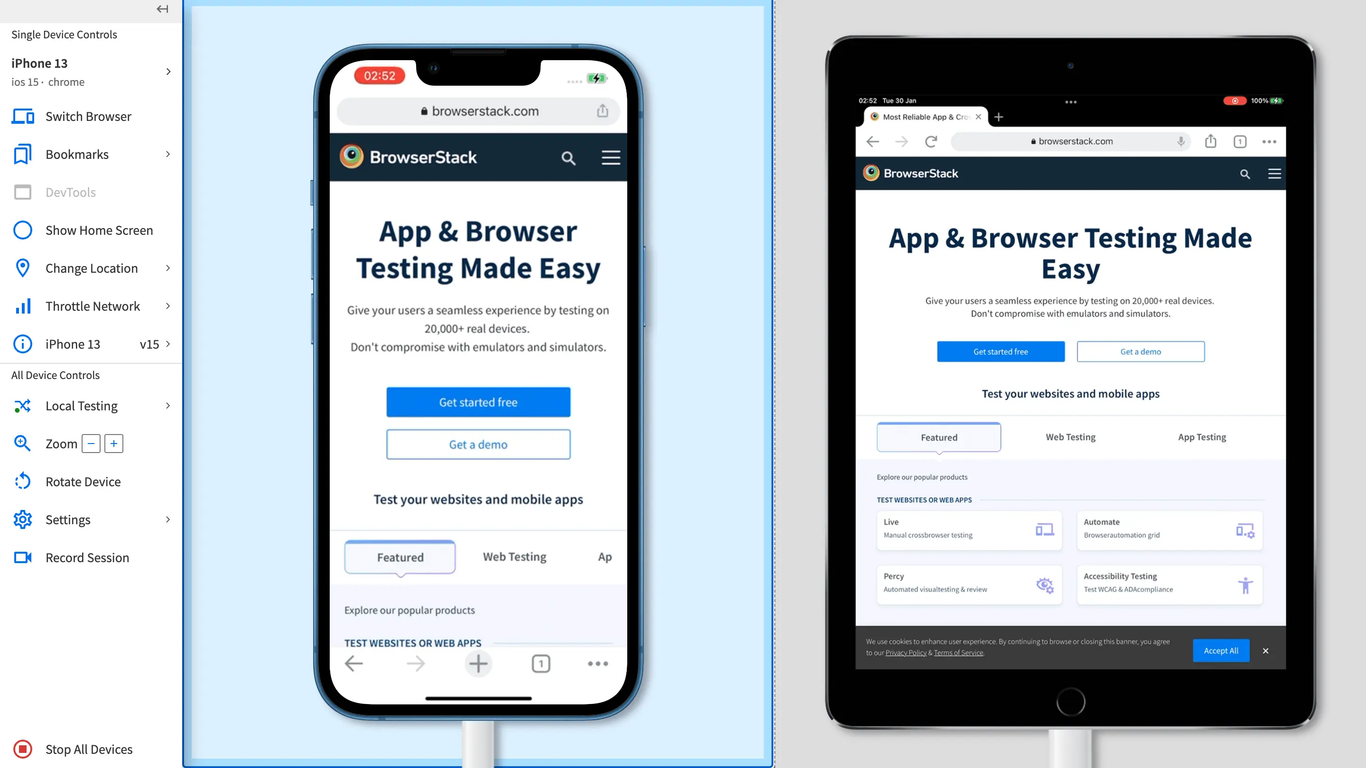 Single Device Controls
iPhone 13
ios 15 · chrome
Switch Browser
Bookmarks
DevTools
Show Home Screen
Change Location
Throttle Network
iPhone 13 v15
All Device Controls
Local Testing
Zoom − +
Rotate Device
Settings
Record Session
Stop All Devices
02:52
browserstack.com
BrowserStack
App & Browser
Testing Made Easy
Give your users a seamless experience by testing on
20,000+ real devices.
Don't compromise with emulators and simulators.
Get started free
Get a demo
Test your websites and mobile apps
Featured Web Testing Ap
Explore our popular products
TEST WEBSITES OR WEB APPS
1
02:52 Tue 30 Jan 100%
Most Reliable App & Cro
browserstack.com 1
BrowserStack
App & Browser Testing Made
Easy
Give your users a seamless experience by testing on 20,000+ real devices.
Don't compromise with emulators and simulators.
Get started free Get a demo
Test your websites and mobile apps
Featured Web Testing App Testing
Explore our popular products
TEST WEBSITES OR WEB APPS
Live Automate
Manual crossbrowser testing Browserautomation grid
Percy Accessibility Testing
Automated visualtesting & review Test WCAG & ADAcompliance
We use cookies to enhance user experience. By continuing to browse or closing this banner, you agree
to our Privacy Policy & Terms of Service.
Accept All